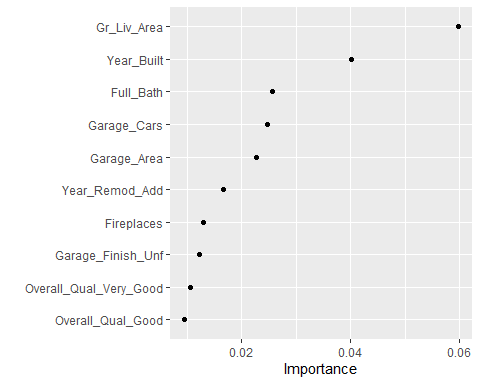 Gr_Liv_Area
Year_Built
Full_Bath
Garage_Cars
Garage_Area
Year_Remod_Add
Fireplaces
Garage_Finish_Unf
Overall_Qual_Very_Good
Overall_Qual_Good
0.02 0.04 0.06
Importance